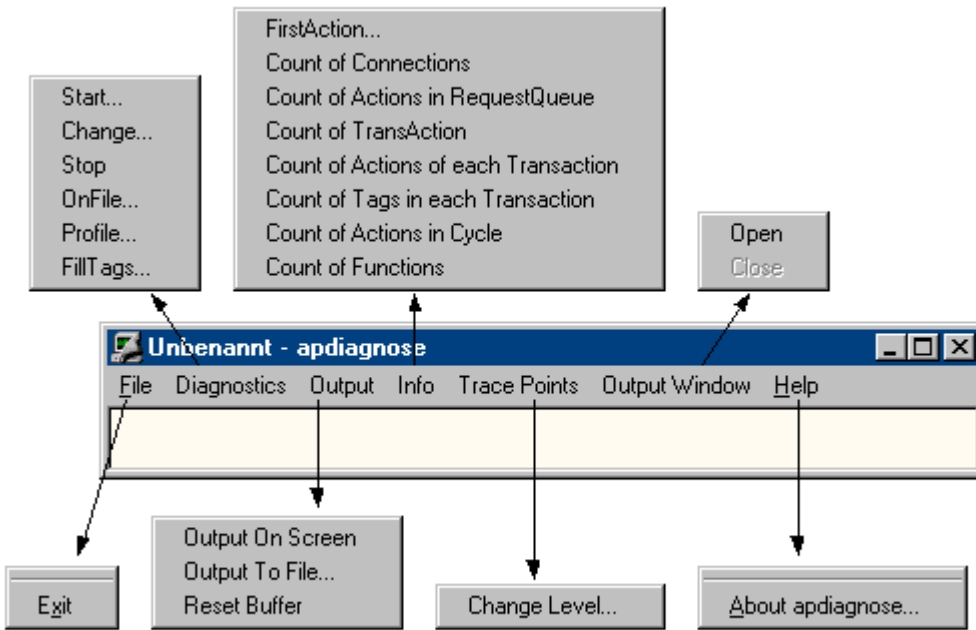 FirstAction...
Count of Connections
Count of Actions in RequestQueue
Count of TransAction
Count of Actions of each Transaction
Count of Tags in each Transaction
Count of Actions in Cycle
Count of Functions
Start...
Change...
Stop
OnFile...
Profile...
FillTags...
Open
Close
Unbenannt - apdiagnose
File Diagnostics Output Info Trace Points Output Window Help
Output On Screen
Output To File...
Reset Buffer
Exit
Change Level...
About apdiagnose...